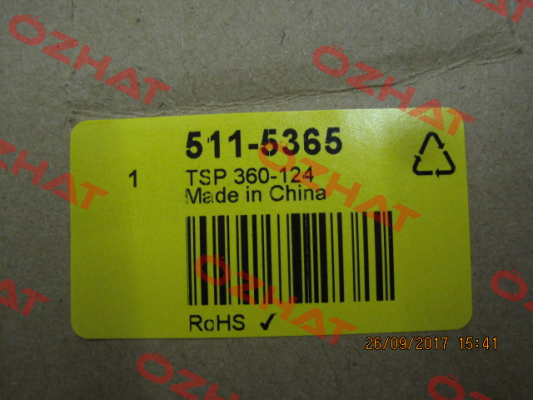 511-5365
1
TSP 360-124
Made in China
RoHS ✓
26/09/2017 15:41
OZHAT
OZHAT
OZHAT
OZHAT
OZHAT
OZHAT
OZHAT